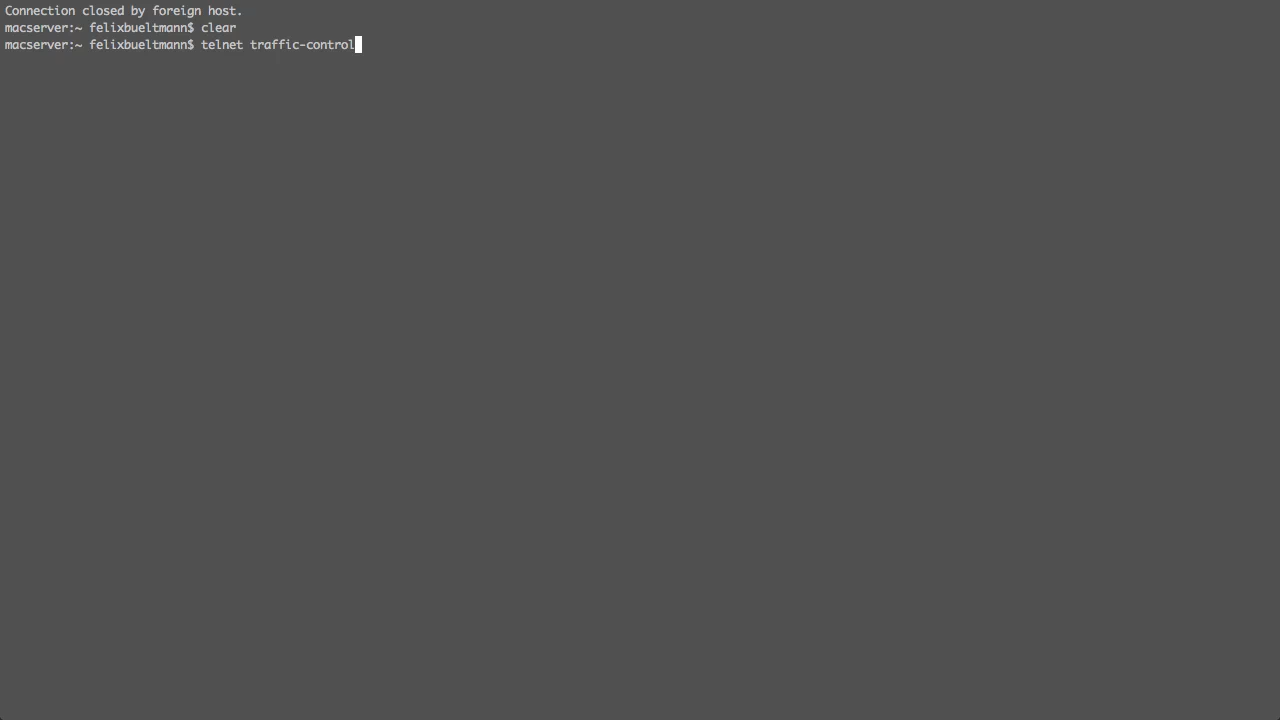 Connection closed by foreign host.
macserver:~ felixbueltmann$ clear
macserver:~ felixbueltmann$ telnet traffic-control